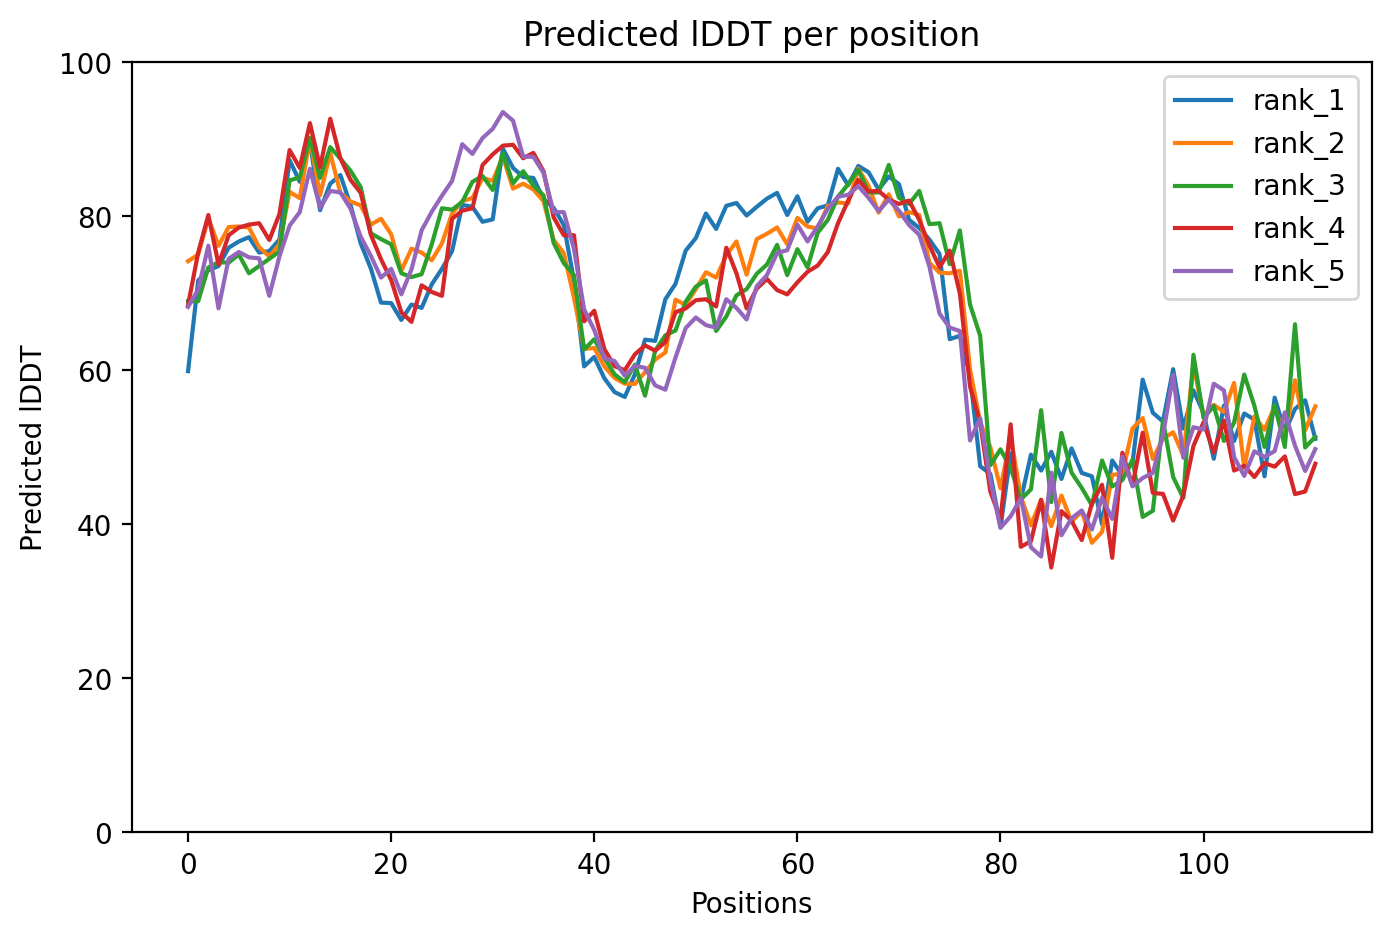 Predicted lDDT per position
100
80
60
40
20
0
Predicted lDDT
0 20 40 60 80 100
Positions
rank_1
rank_2
rank_3
rank_4
rank_5